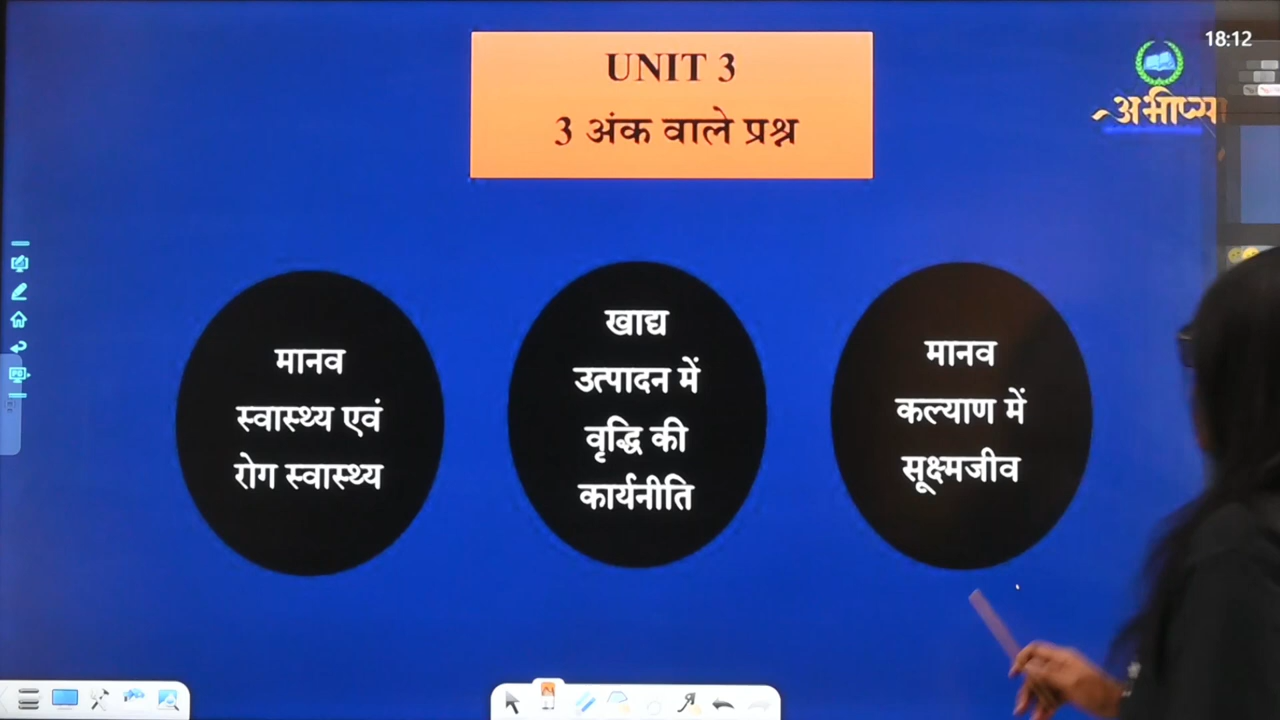 18:12
UNIT 3
3 अंक वाले प्रश्न
अभीप्सा
मानव
स्वास्थ्य एवं
रोग स्वास्थ्य
खाद्य
उत्पादन में
वृद्धि की
कार्यनीति
मानव
कल्याण में
सूक्ष्मजीव